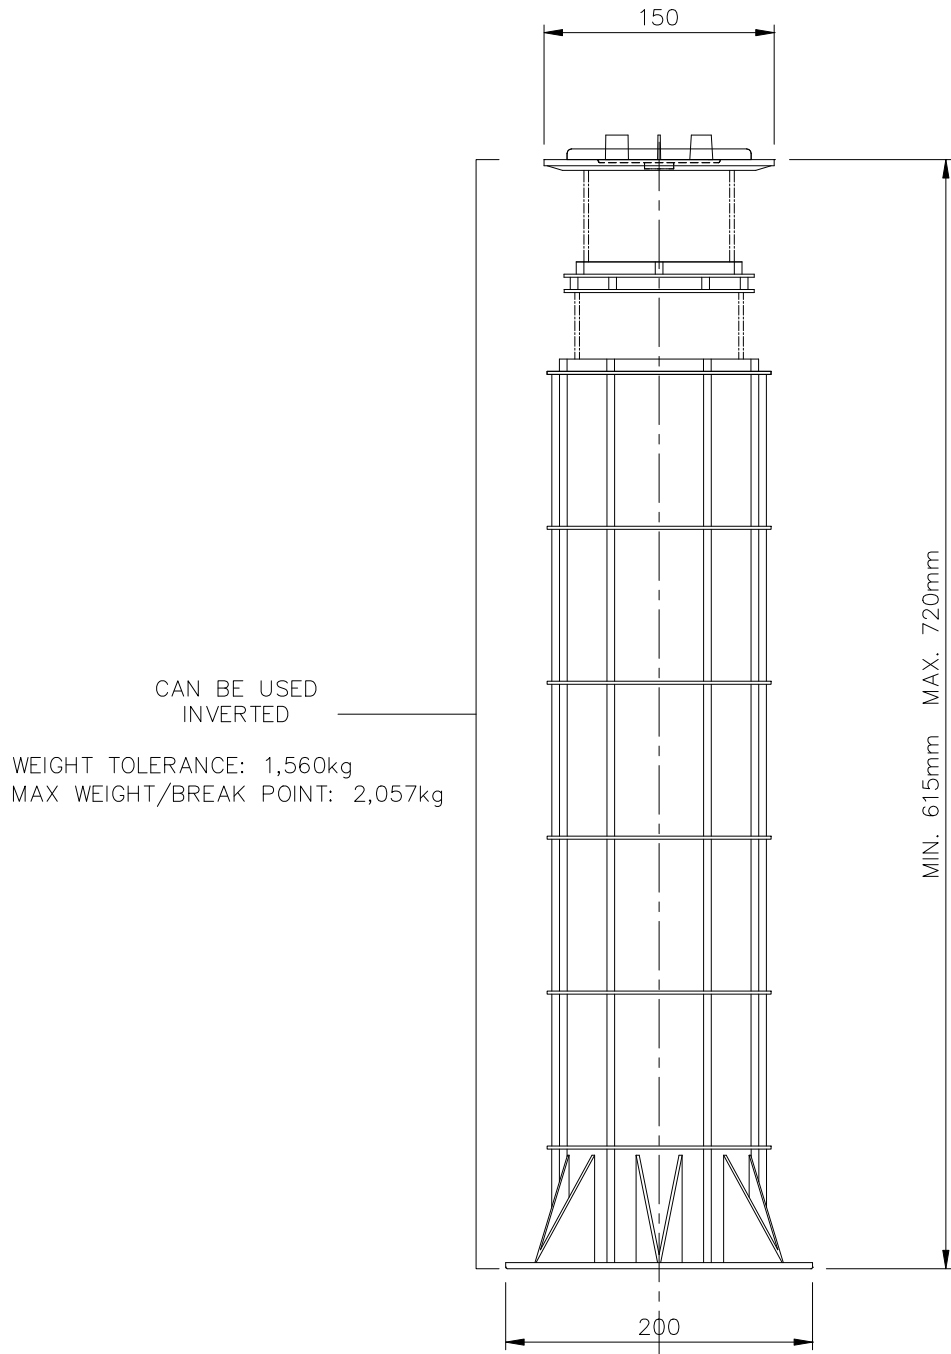 150
CAN BE USED
INVERTED
WEIGHT TOLERANCE: 1,560kg
MAX WEIGHT/BREAK POINT: 2,057kg
MIN. 615mm MAX. 720mm
200